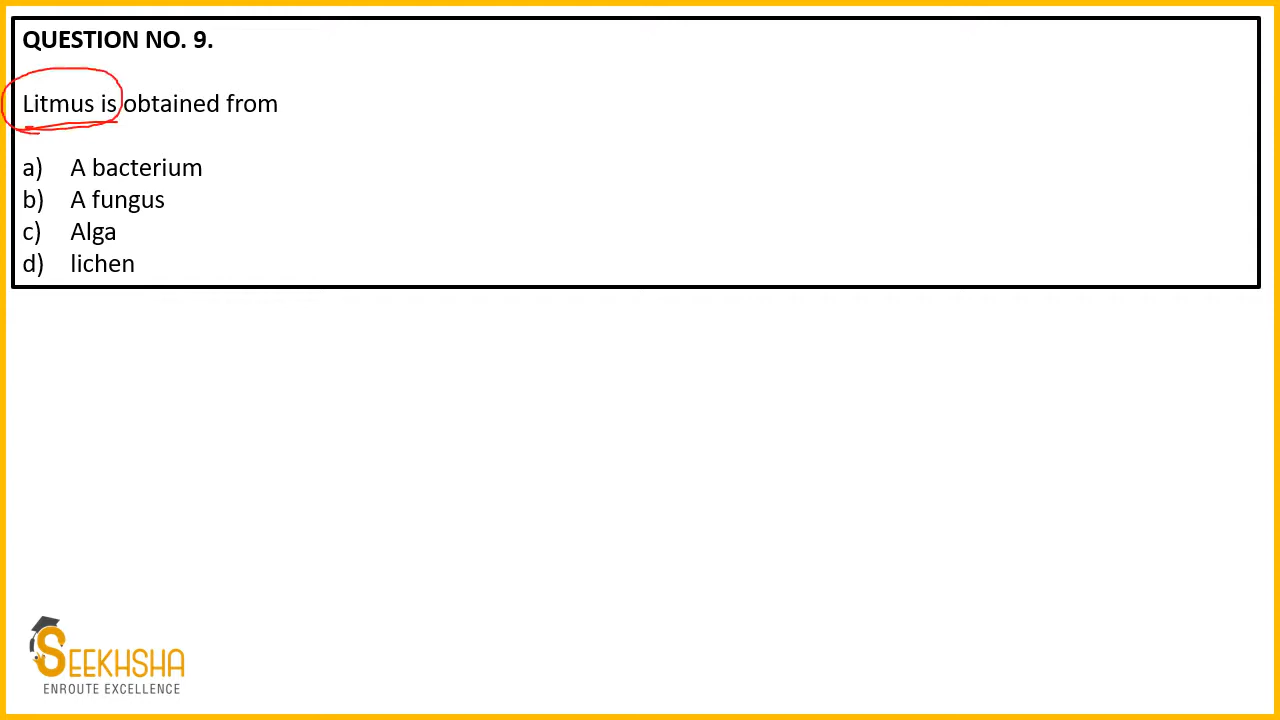 QUESTION NO. 9.
Litmus is obtained from
a) A bacterium
b) A fungus
c) Alga
d) lichen
SEEKHSHA
ENROUTE EXCELLENCE